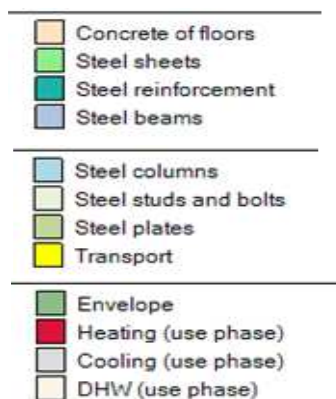 Concrete of floors
Steel sheets
Steel reinforcement
Steel beams
Steel columns
Steel studs and bolts
Steel plates
Transport
Envelope
Heating (use phase)
Cooling (use phase)
DHW (use phase)